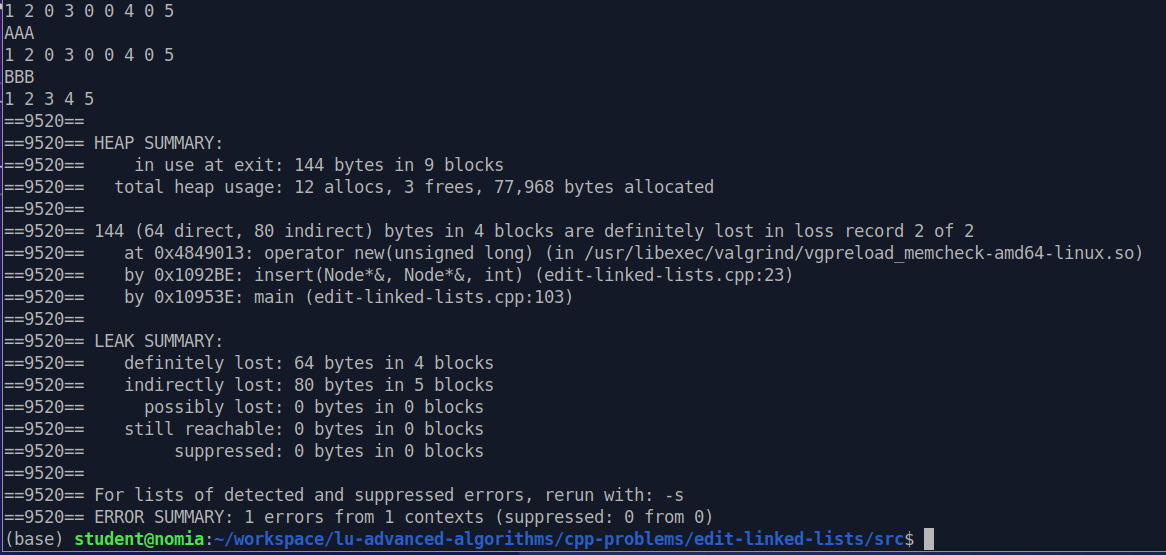 1 2 0 3 0 0 4 0 5
AAA
1 2 0 3 0 0 4 0 5
BBB
1 2 3 4 5
==9520==
==9520== HEAP SUMMARY:
==9520==     in use at exit: 144 bytes in 9 blocks
==9520==   total heap usage: 12 allocs, 3 frees, 77,968 bytes allocated
==9520==
==9520== 144 (64 direct, 80 indirect) bytes in 4 blocks are definitely lost in loss record 2 of 2
==9520==    at 0x4849013: operator new(unsigned long) (in /usr/libexec/valgrind/vgpreload_memcheck-amd64-linux.so)
==9520==    by 0x1092BE: insert(Node*&, Node*&, int) (edit-linked-lists.cpp:23)
==9520==    by 0x10953E: main (edit-linked-lists.cpp:103)
==9520==
==9520== LEAK SUMMARY:
==9520==    definitely lost: 64 bytes in 4 blocks
==9520==    indirectly lost: 80 bytes in 5 blocks
==9520==      possibly lost: 0 bytes in 0 blocks
==9520==    still reachable: 0 bytes in 0 blocks
==9520==         suppressed: 0 bytes in 0 blocks
==9520==
==9520== For lists of detected and suppressed errors, rerun with: -s
==9520== ERROR SUMMARY: 1 errors from 1 contexts (suppressed: 0 from 0)
(base) student@nomia:~/workspace/lu-advanced-algorithms/cpp-problems/edit-linked-lists/src$